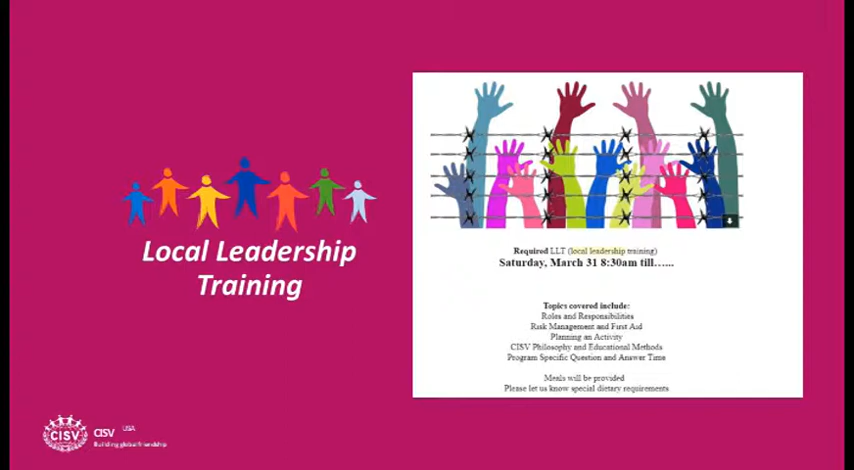 Local Leadership
Training
Required LLT (local leadership training)
Saturday, March 31 8:30am till…...
Topics covered include:
Roles and Responsibilities
Risk Management and First Aid
Planning an Activity
CISV Philosophy and Educational Methods
Program Specific Question and Answer Time
Meals will be provided
Please let us know special dietary requirements
CISV
CISV USA
Building global friendship